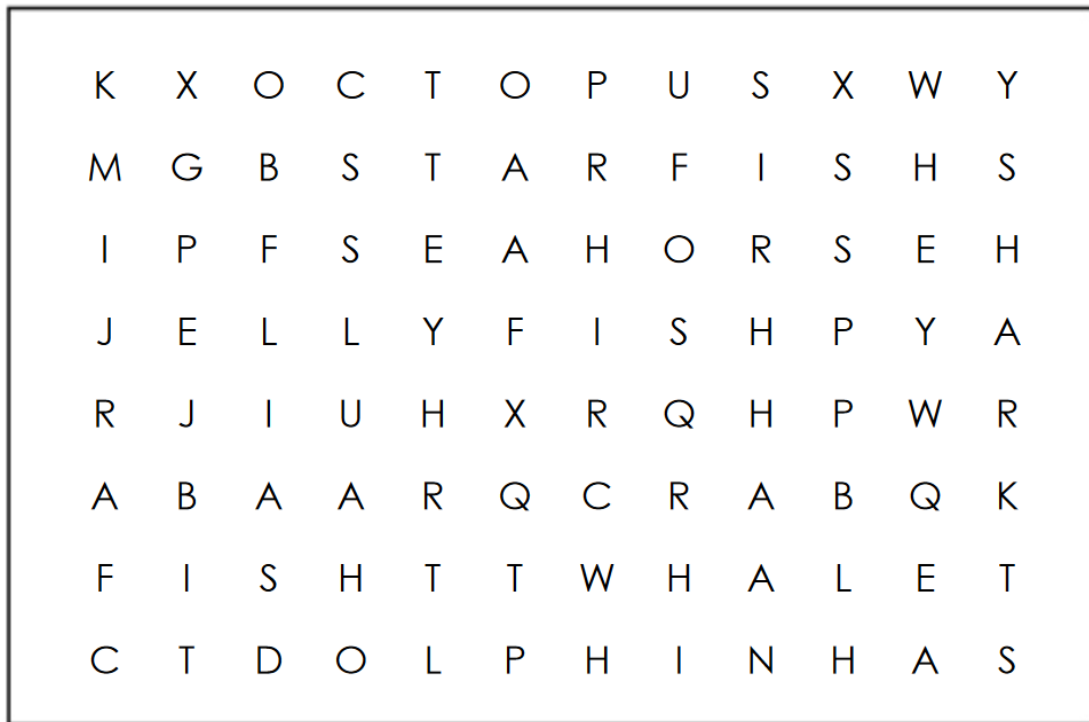 K X O C T O P U S X W Y
M G B S T A R F I S H S
I P F S E A H O R S E H
J E L L Y F I S H P Y A
R J I U H X R Q H P W R
A B A A R Q C R A B Q K
F I S H T T W H A L E T
C T D O L P H I N H A S